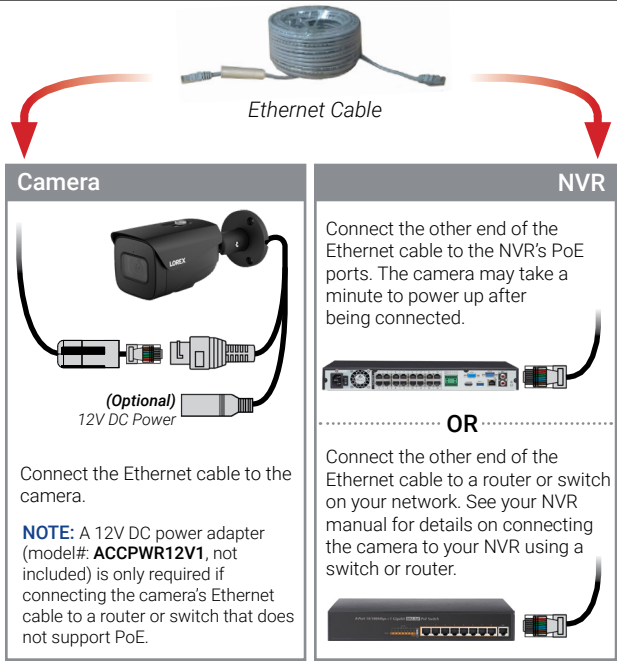 Ethernet Cable
Camera
LOREX
(Optional)
12V DC Power
Connect the Ethernet cable to the
camera.
NOTE: A 12V DC power adapter
(model#: ACCPWR12V1, not
included) is only required if
connecting the camera's Ethernet
cable to a router or switch that does
not support PoE.
NVR
Connect the other end of the
Ethernet cable to the NVR's PoE
ports. The camera may take a
minute to power up after
being connected.
OR
Connect the other end of the
Ethernet cable to a router or switch
on your network. See your NVR
manual for details on connecting
the camera to your NVR using a
switch or router.